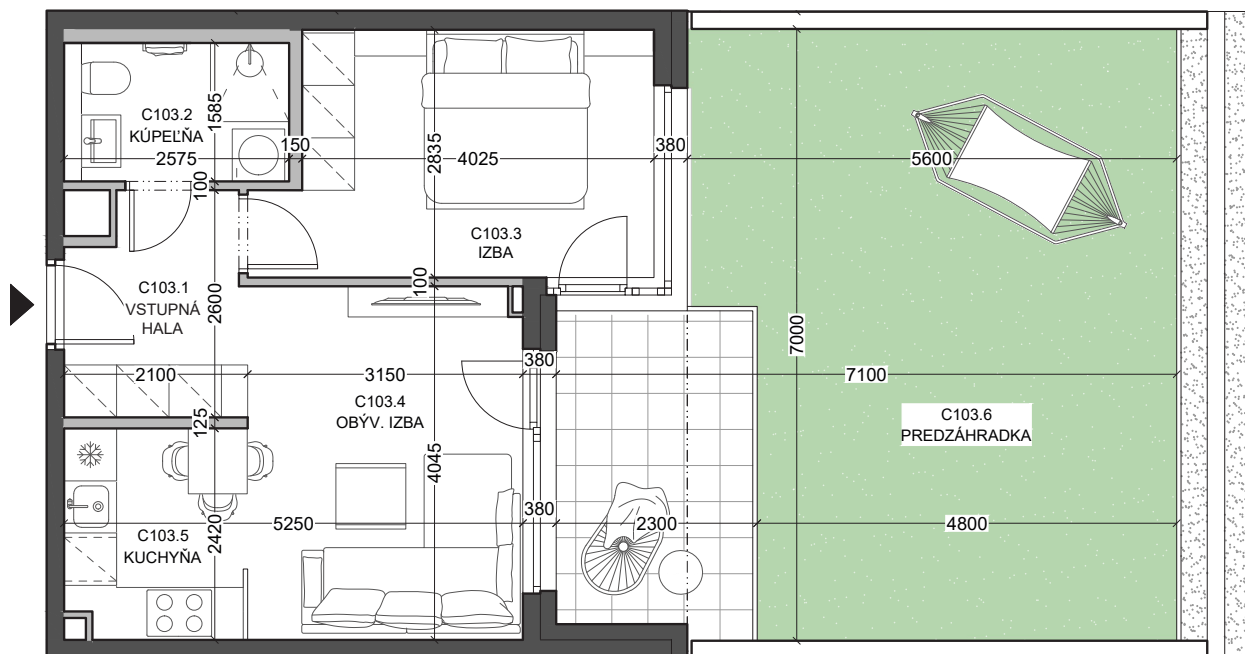 C103.2
KÚPEĽŇA
2575
1585
150
2835
4025
380
5600
100
C103.3
IZBA
C103.1
VSTUPNÁ
HALA
2600
100
7000
2100
3150
380
7100
C103.4
OBÝV. IZBA
C103.6
PREDZÁHRADKA
125
4045
C103.5
KUCHYŇA
2420
5250
380
2300
4800